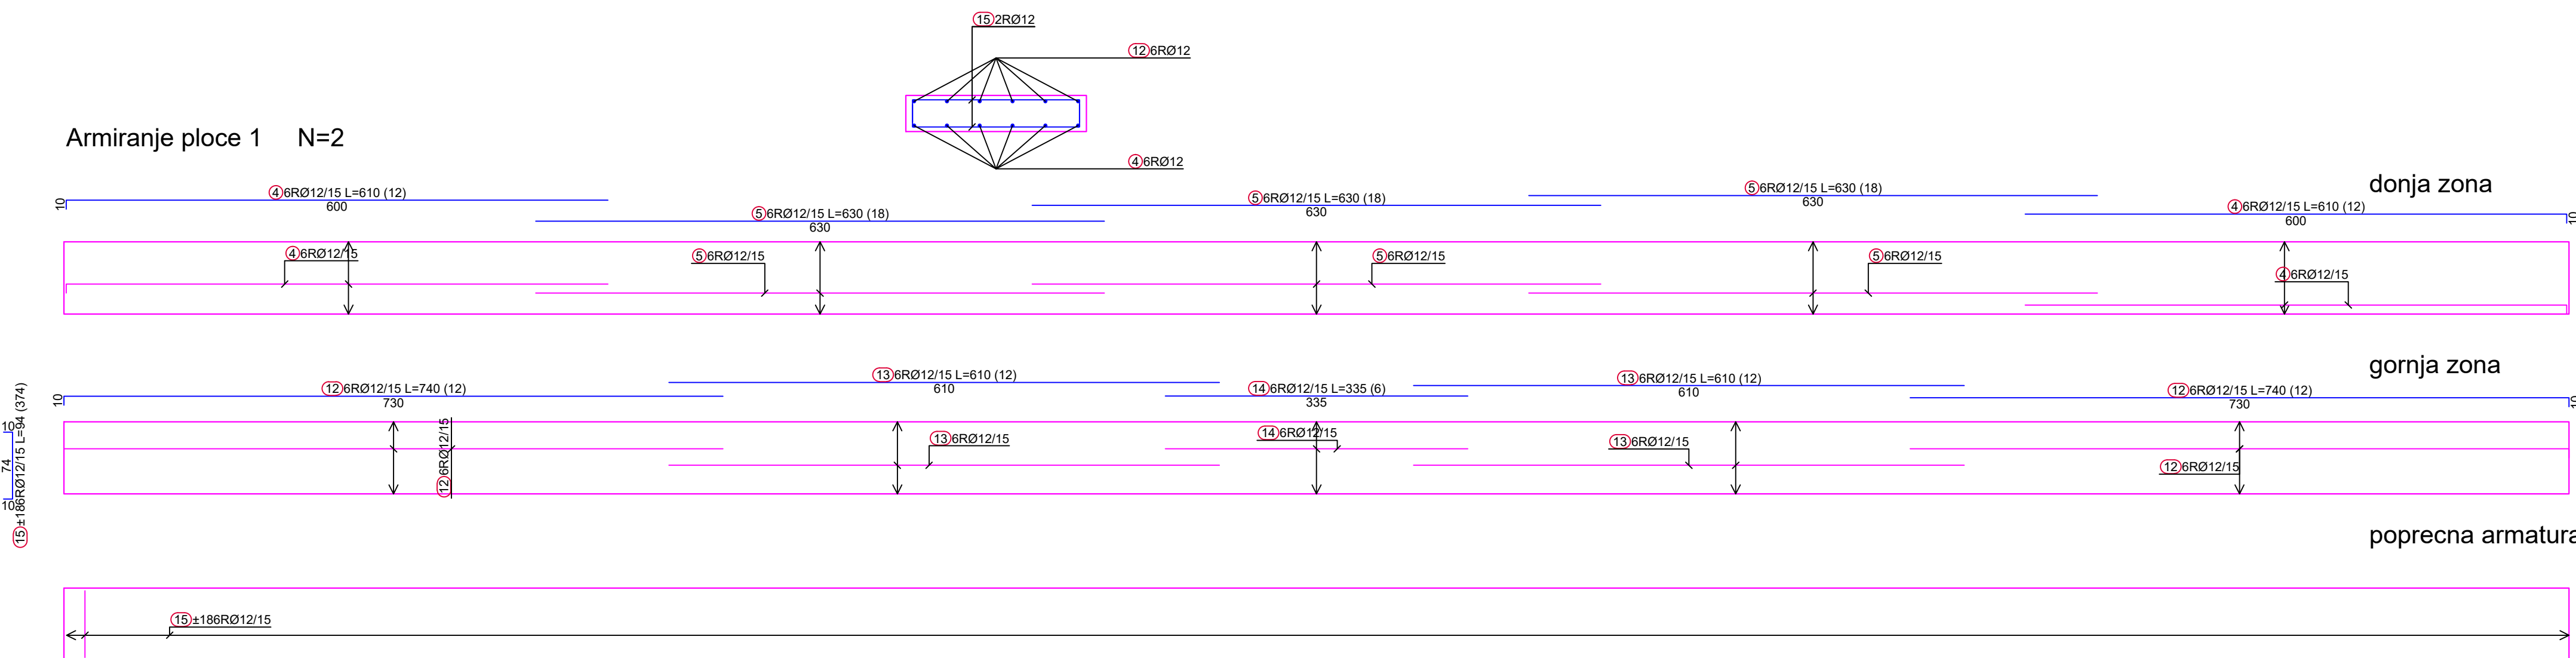 15 2RØ12
12 6RØ12
Armiranje ploce 1 N=2
4 6RØ12
donja zona
10
4 6RØ12/15 L=610 (12)
600
5 6RØ12/15 L=630 (18)
630
5 6RØ12/15 L=630 (18)
630
5 6RØ12/15 L=630 (18)
630
4 6RØ12/15 L=610 (12)
600
10
4 6RØ12/15
5 6RØ12/15
5 6RØ12/15
5 6RØ12/15
4 6RØ12/15
gornja zona
10
12 6RØ12/15 L=740 (12)
730
13 6RØ12/15 L=610 (12)
610
14 6RØ12/15 L=335 (6)
335
13 6RØ12/15 L=610 (12)
610
12 6RØ12/15 L=740 (12)
730
10
10
74
10
15 ±186RØ12/15 L=94 (374)
12 6RØ12/15
13 6RØ12/15
14 6RØ12/15
13 6RØ12/15
12 6RØ12/15
poprecna armatura
15 ±186RØ12/15